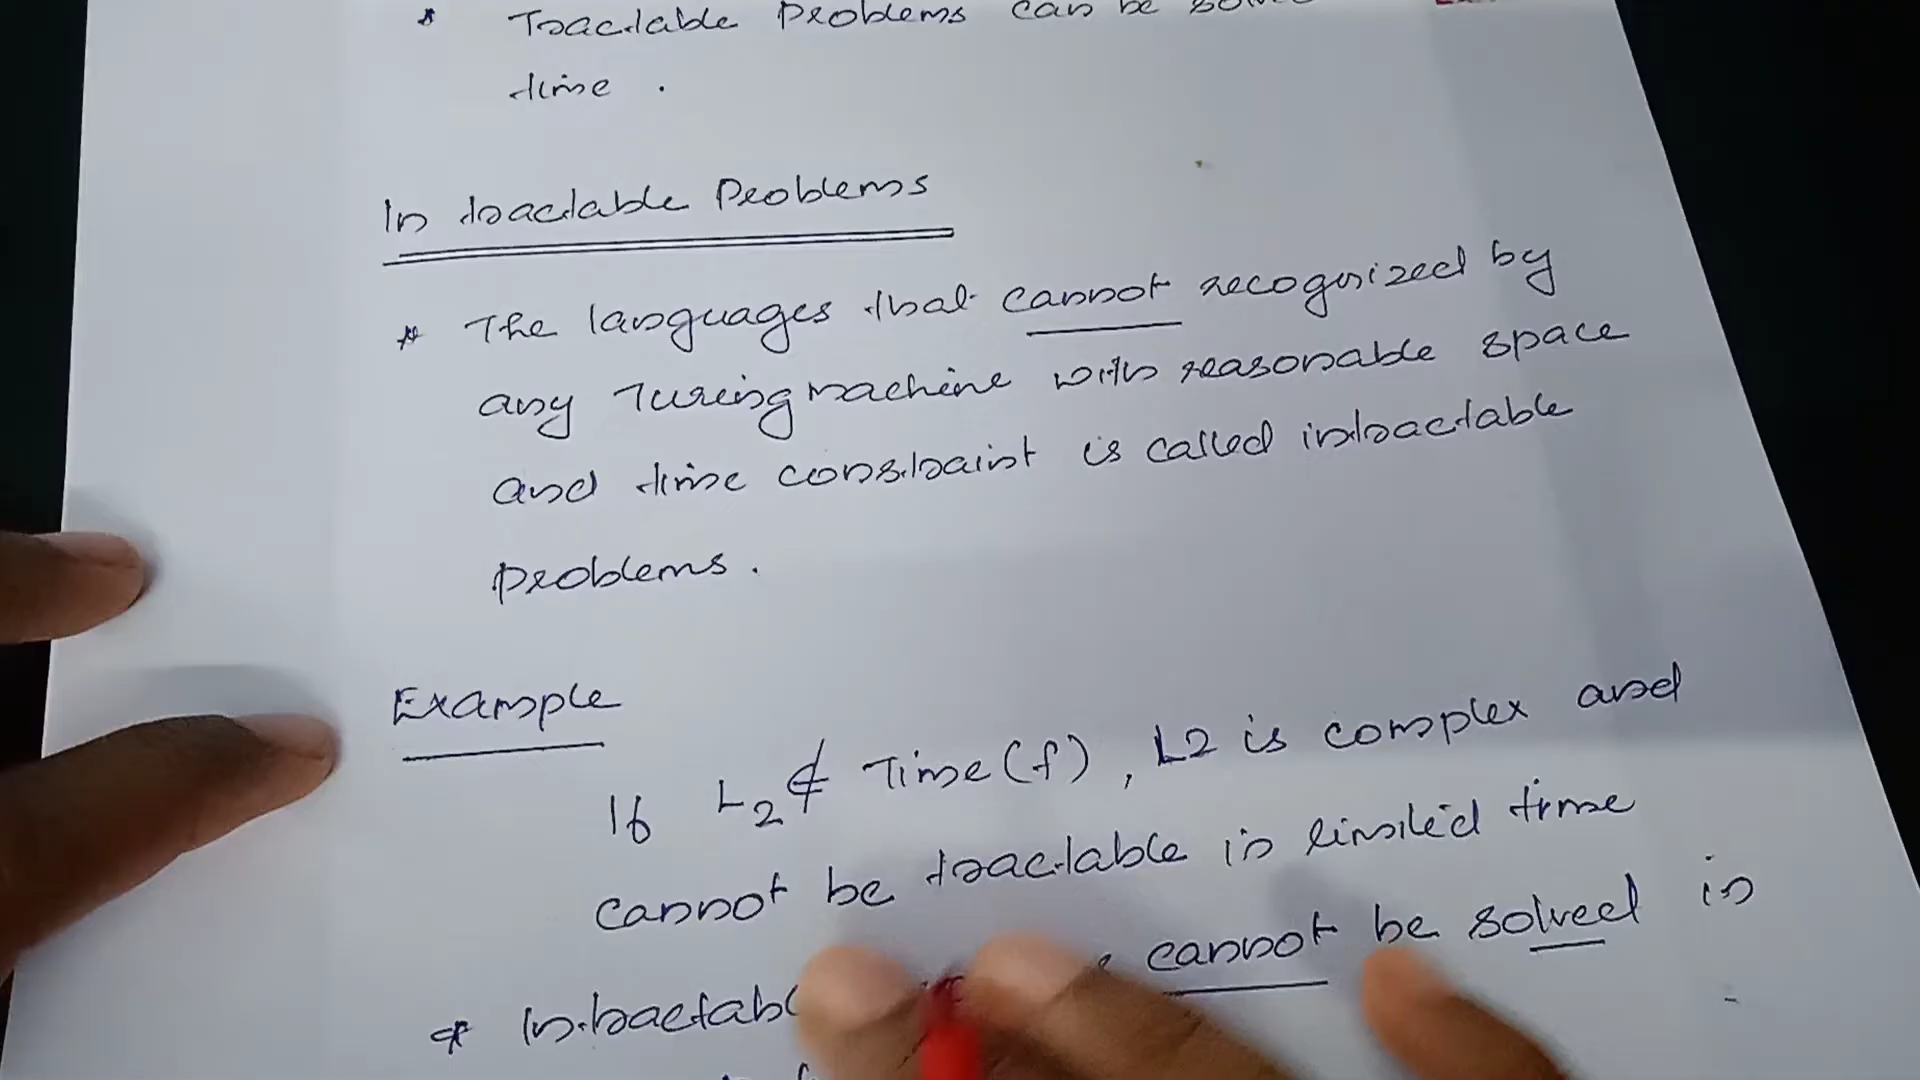 * Tractable Problems can be
time .
Intractable Problems
* The languages that cannot recognized by
any Turing machine with reasonable space
and time constraint is called intractable
problems .
Example
If L2 ∉ Time (f) , L2 is complex and
cannot be tractable in limited time
* cannot be solved in